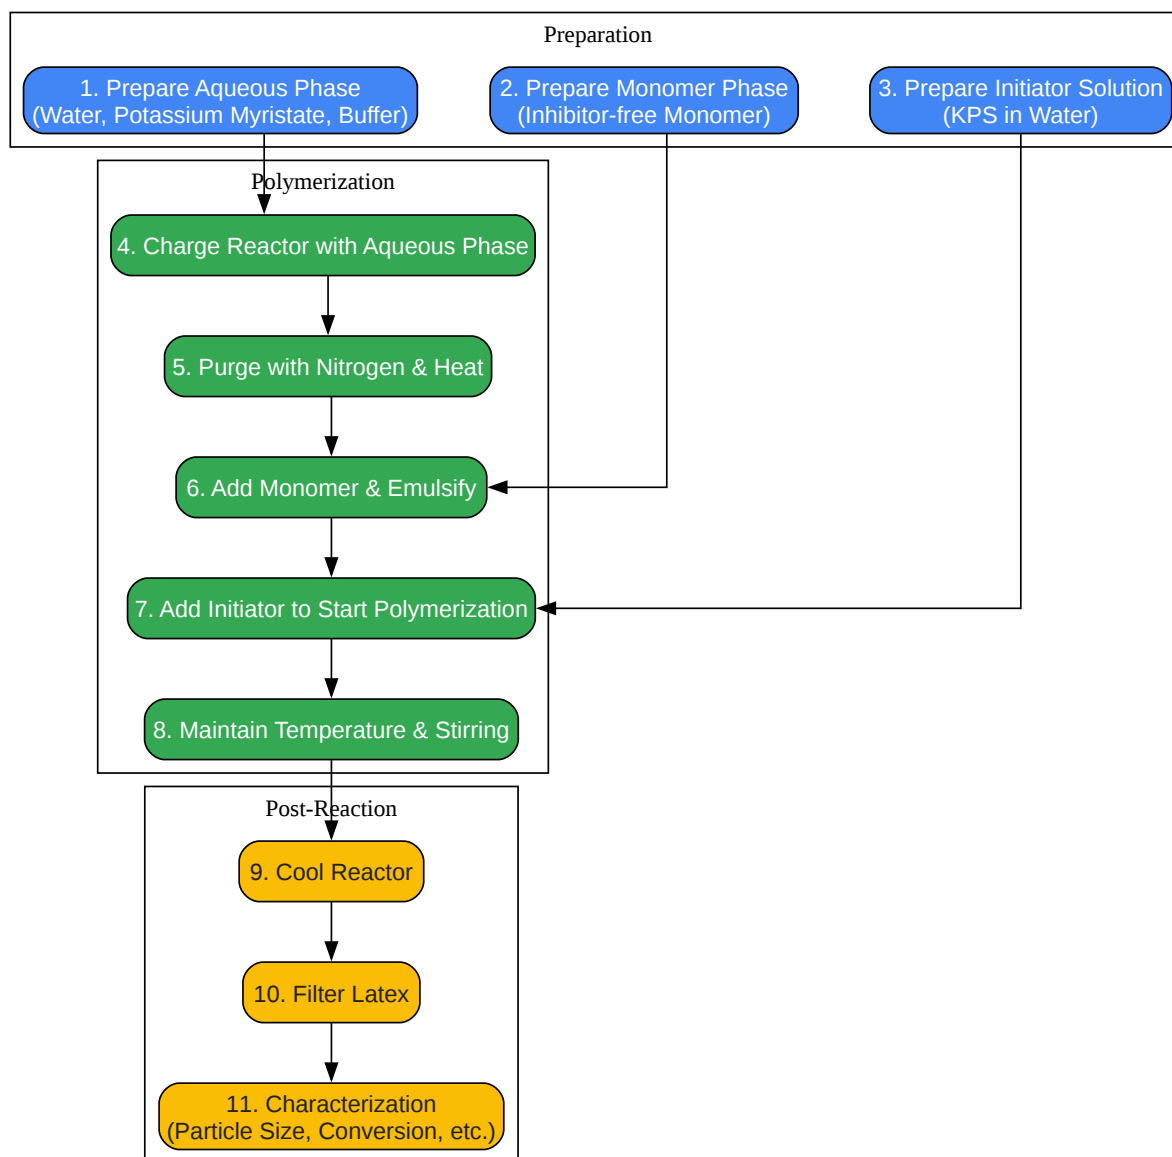 Preparation
1. Prepare Aqueous Phase
(Water, Potassium Myristate, Buffer)
2. Prepare Monomer Phase
(Inhibitor-free Monomer)
3. Prepare Initiator Solution
(KPS in Water)
Polymerization
4. Charge Reactor with Aqueous Phase
5. Purge with Nitrogen & Heat
6. Add Monomer & Emulsify
7. Add Initiator to Start Polymerization
8. Maintain Temperature & Stirring
Post-Reaction
9. Cool Reactor
10. Filter Latex
11. Characterization
(Particle Size, Conversion, etc.)